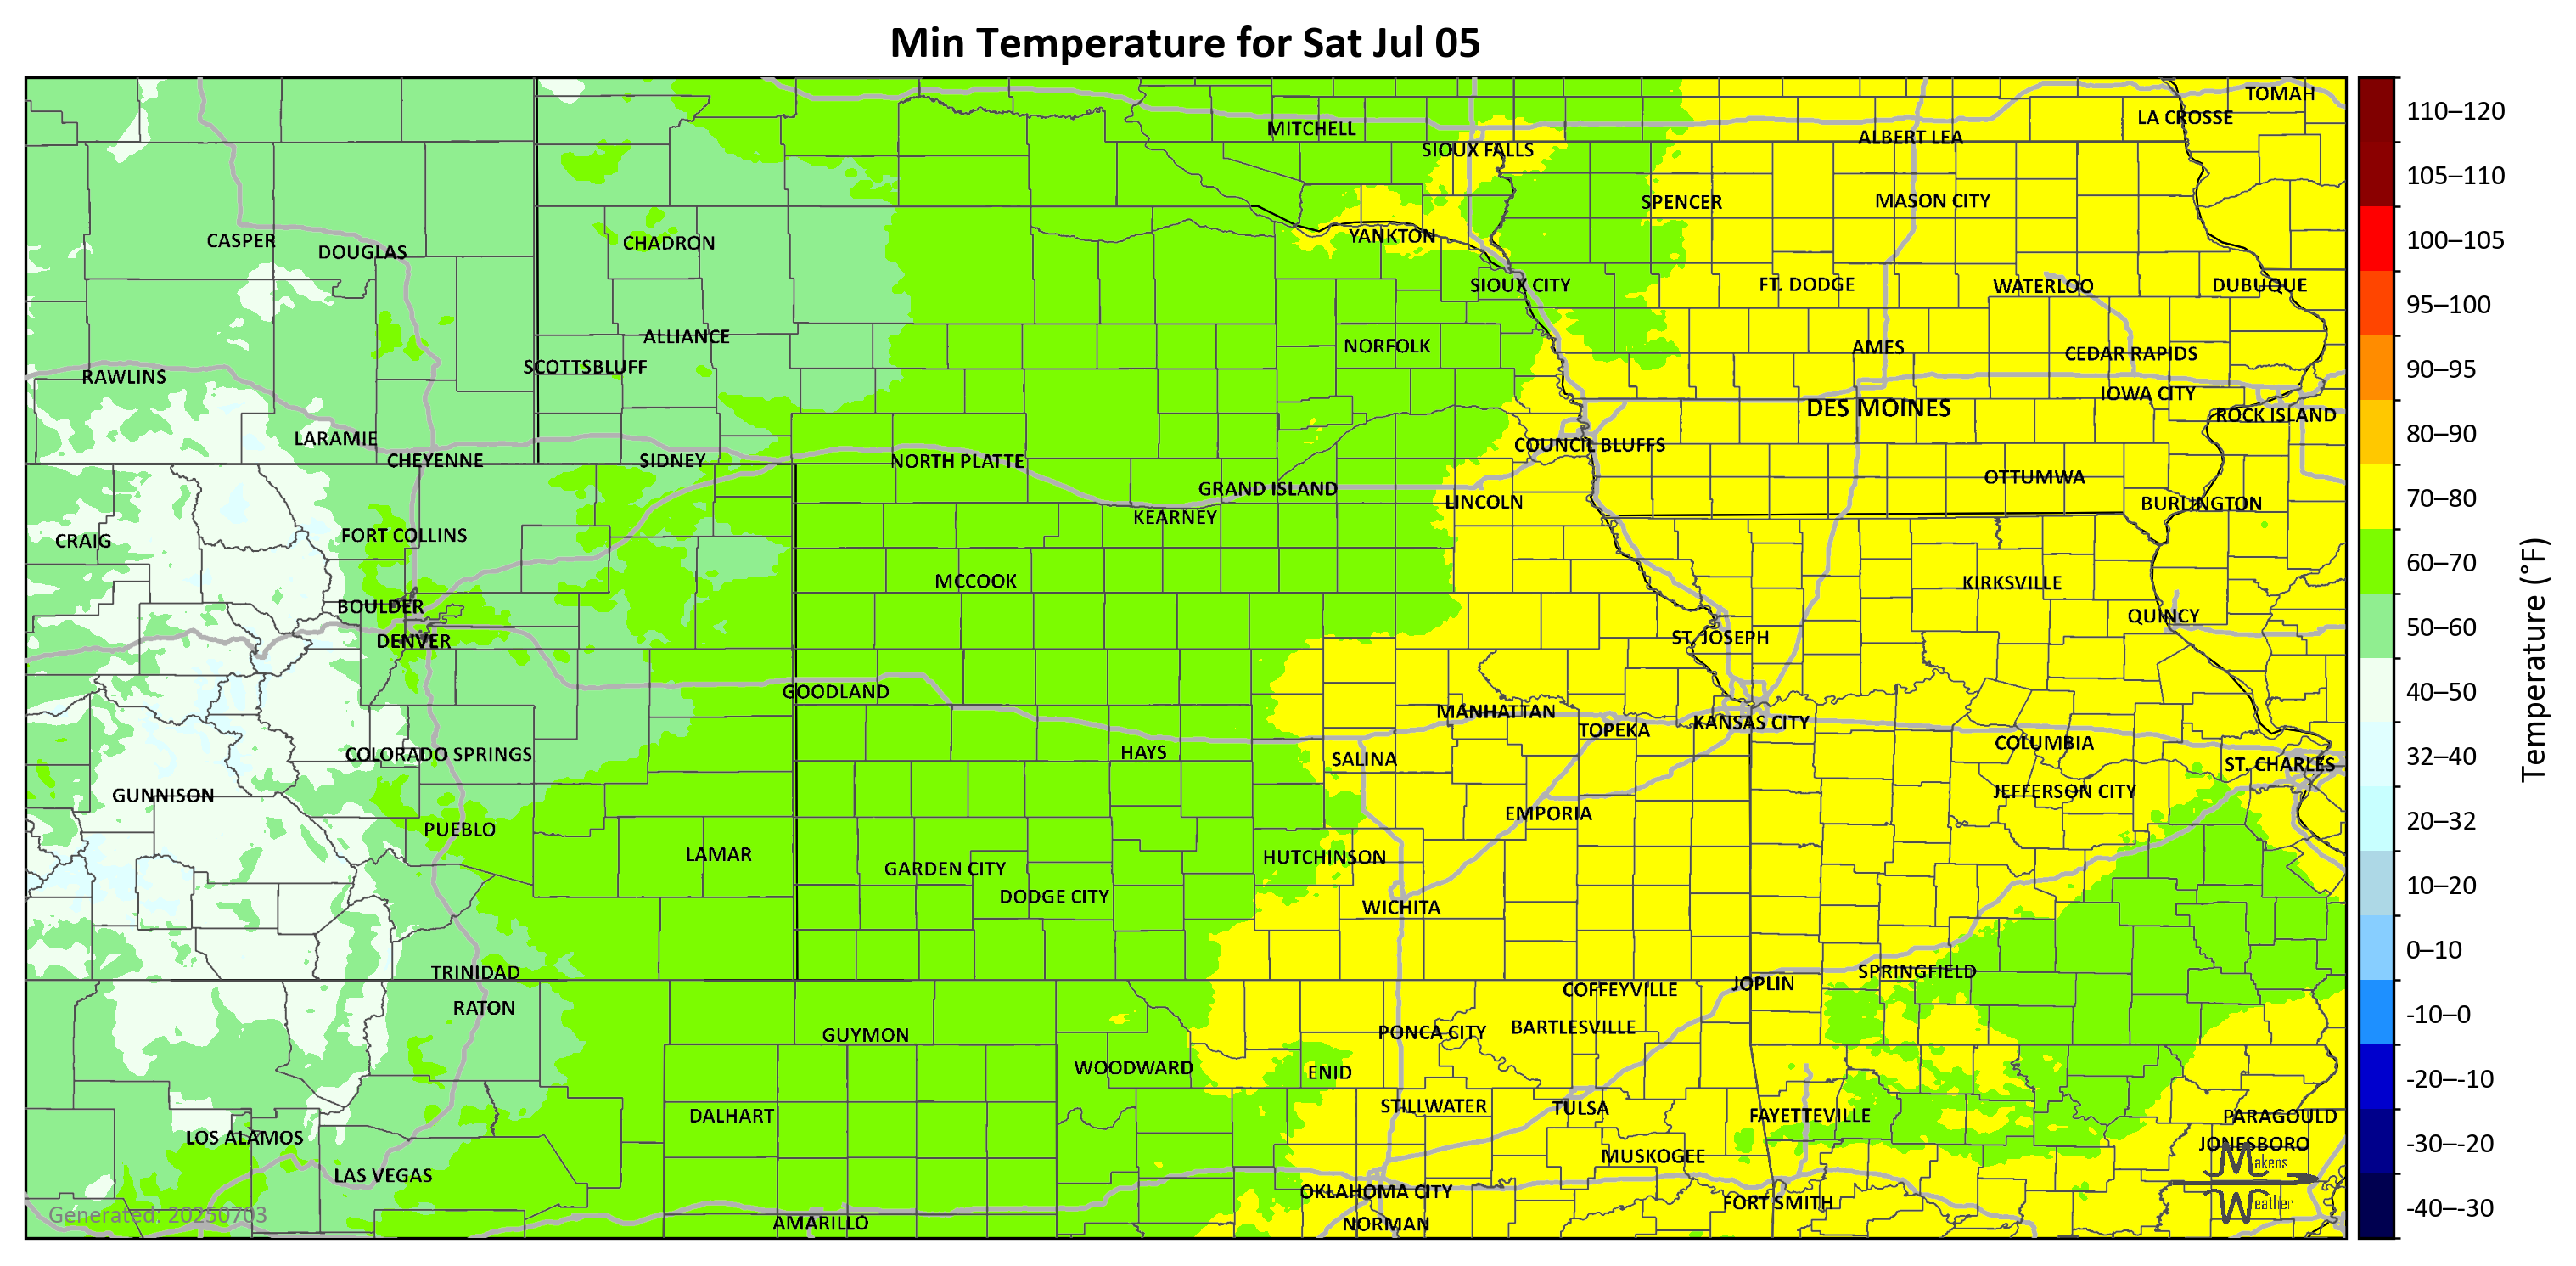 Min Temperature for Sat Jul 05
TOMAH
LA CROSSE
MITCHELL
ALBERT LEA
SIOUX FALLS
SPENCER
MASON CITY
CASPER
DOUGLAS
CHADRON
YANKTON
SIOUX CITY
FT. DODGE
WATERLOO
DUBUQUE
ALLIANCE
NORFOLK
AMES
CEDAR RAPIDS
SCOTTSBLUFF
RAWLINS
IOWA CITY
DES MOINES
ROCK ISLAND
LARAMIE
COUNCIL BLUFFS
CHEYENNE
SIDNEY
NORTH PLATTE
OTTUMWA
GRAND ISLAND
LINCOLN
BURLINGTON
KEARNEY
FORT COLLINS
CRAIG
MCCOOK
KIRKSVILLE
BOULDER
QUINCY
DENVER
ST. JOSEPH
GOODLAND
MANHATTAN
TOPEKA
KANSAS CITY
COLUMBIA
COLORADO SPRINGS
HAYS
SALINA
ST. CHARLES
GUNNISON
JEFFERSON CITY
EMPORIA
PUEBLO
LAMAR
HUTCHINSON
GARDEN CITY
DODGE CITY
WICHITA
TRINIDAD
SPRINGFIELD
JOPLIN
COFFEYVILLE
RATON
GUYMON
PONCA CITY
BARTLESVILLE
WOODWARD
ENID
STILLWATER
TULSA
DALHART
FAYETTEVILLE
PARAGOULD
LOS ALAMOS
JONESBORO
MUSKOGEE
LAS VEGAS
OKLAHOMA CITY
FORT SMITH
AMARILLO
NORMAN
Generated: 20250703
Makens
Weather
110–120
105–110
100–105
95–100
90–95
80–90
70–80
60–70
50–60
40–50
32–40
20–32
10–20
0–10
-10–0
-20–-10
-30–-20
-40–-30
Temperature (°F)